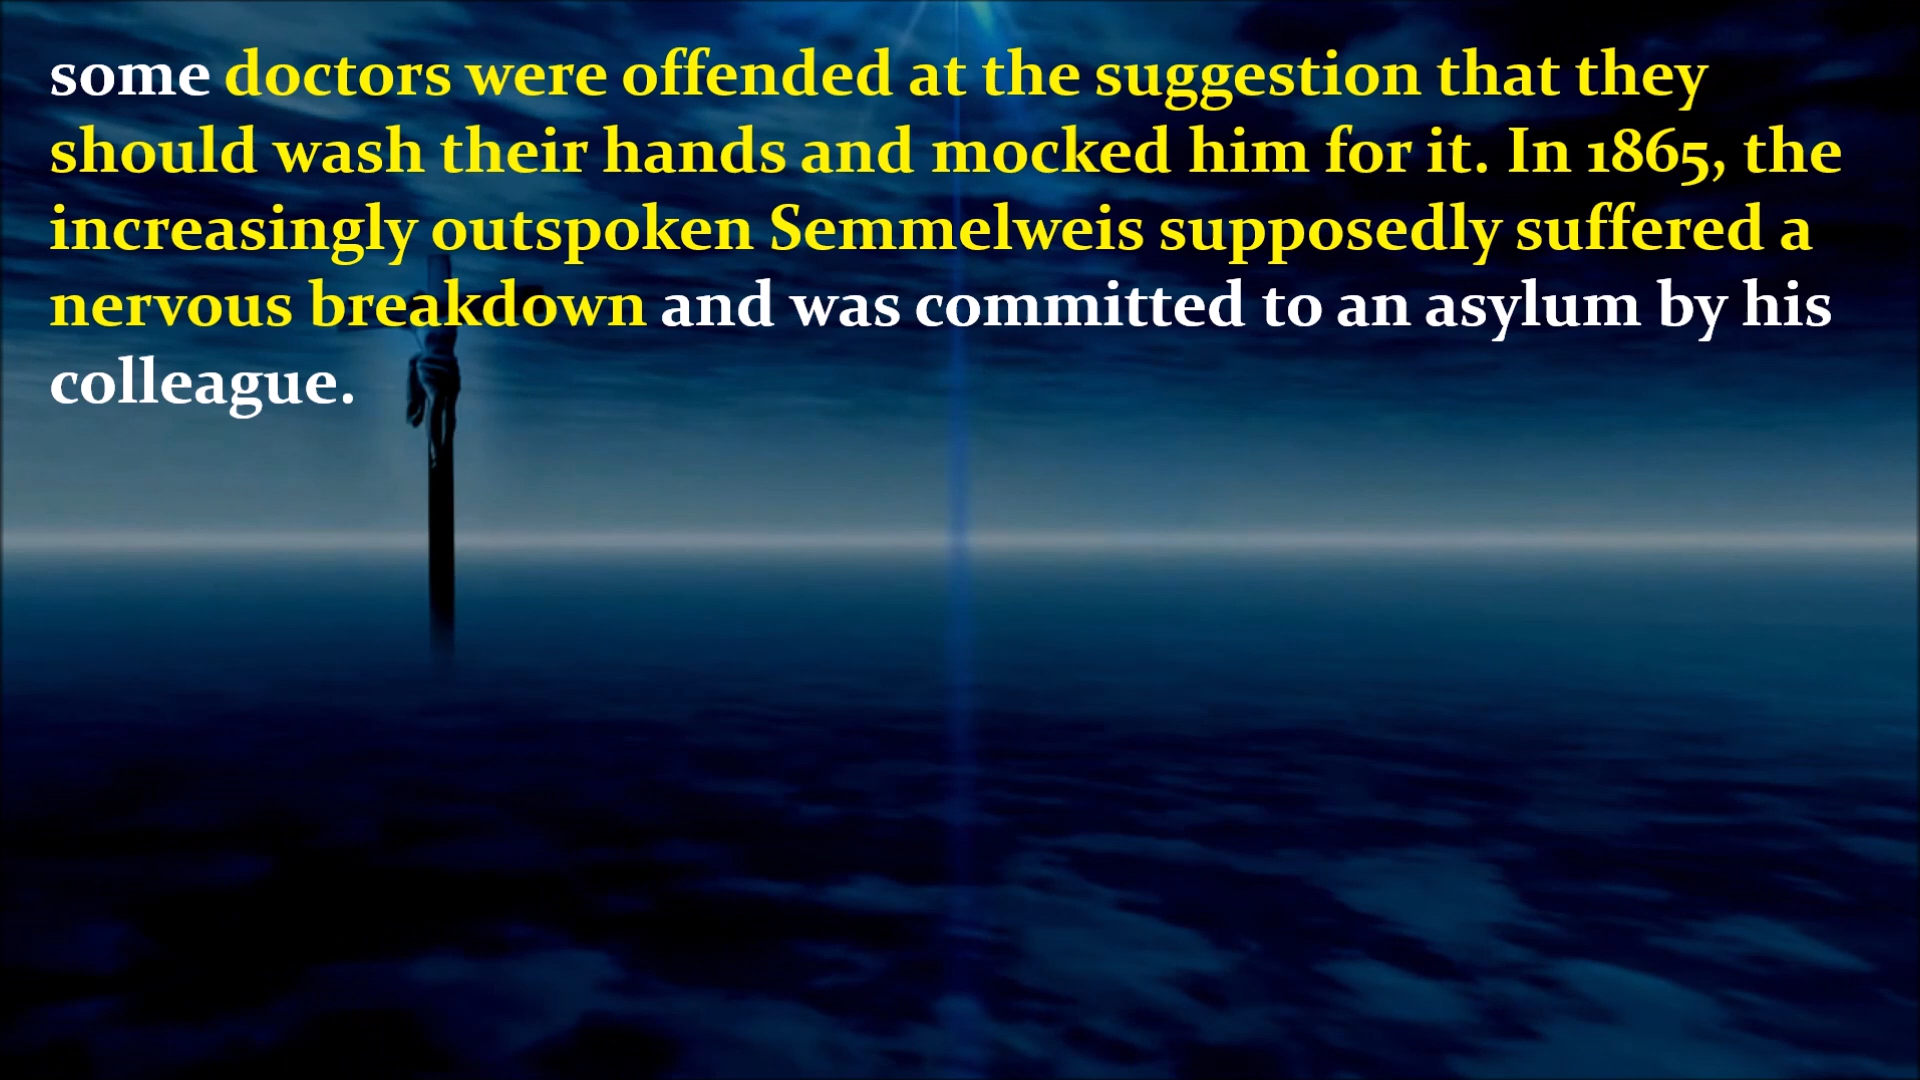 some doctors were offended at the suggestion that they
should wash their hands and mocked him for it. In 1865, the
increasingly outspoken Semmelweis supposedly suffered a
nervous breakdown and was committed to an asylum by his
colleague.